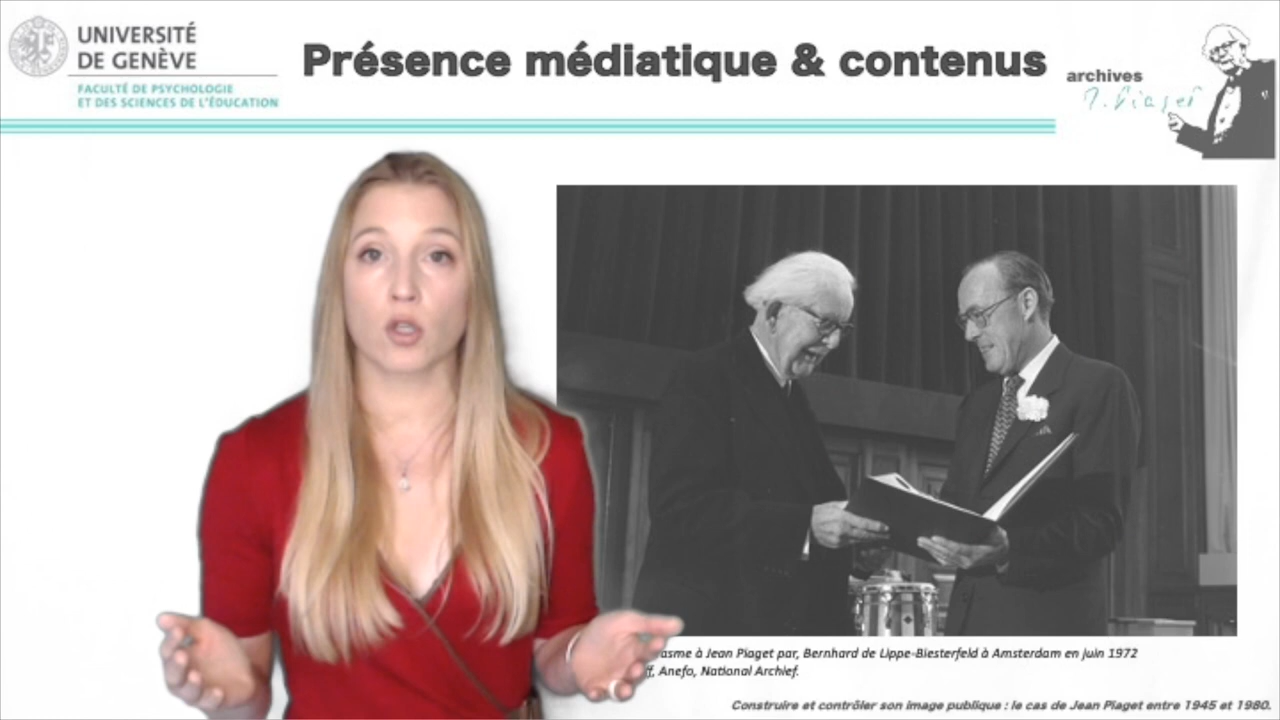 UNIVERSITÉ
DE GENÈVE
FACULTÉ DE PSYCHOLOGIE
ET DES SCIENCES DE L'ÉDUCATION
Présence médiatique & contenus
archives
J. Piaget
asme à Jean Piaget par, Bernhard de Lippe-Biesterfeld à Amsterdam en juin 1972
ff, Anefo, National Archief.
Construire et contrôler son image publique : le cas de Jean Piaget entre 1945 et 1980.